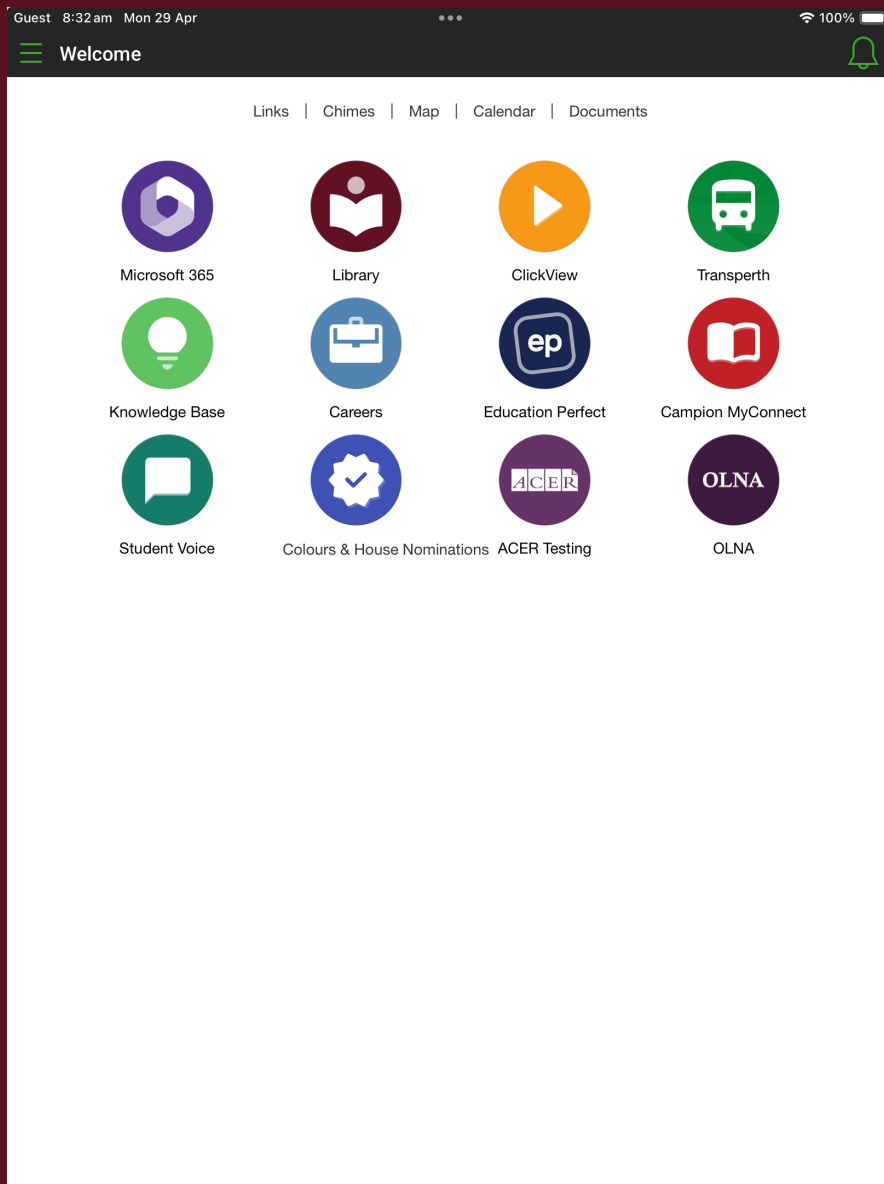 Guest 8:32 am Mon 29 Apr 100%
Welcome
Links | Chimes | Map | Calendar | Documents
Microsoft 365 Library ClickView Transperth
ep
Knowledge Base Careers Education Perfect Campion MyConnect
ACER OLNA
Student Voice Colours & House Nominations ACER Testing OLNA